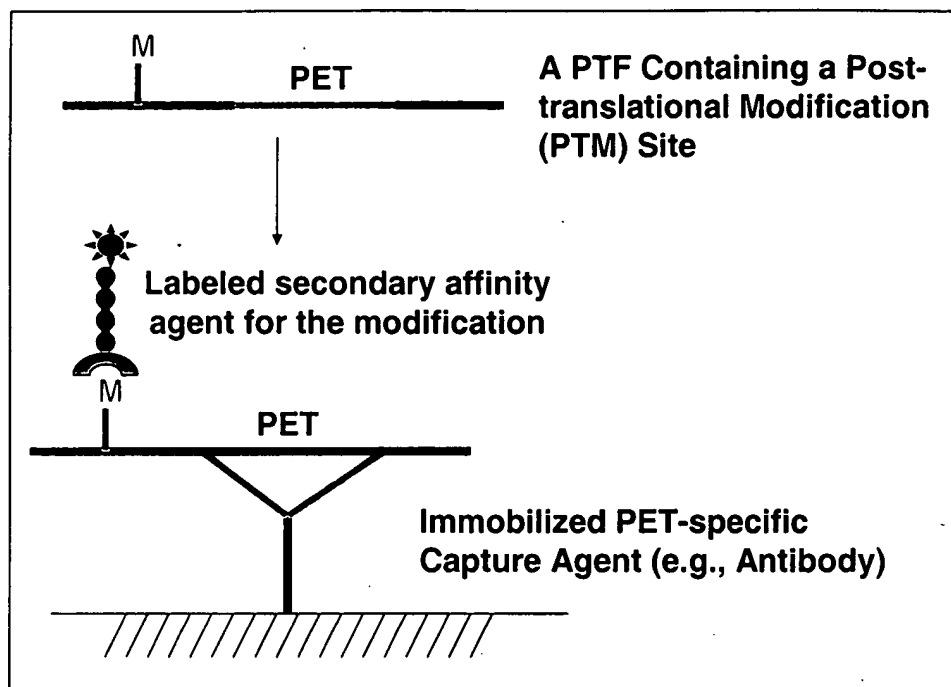 M
PET
A PTF Containing a Post-
translational Modification
(PTM) Site
Labeled secondary affinity
agent for the modification
M
PET
Immobilized PET-specific
Capture Agent (e.g., Antibody)